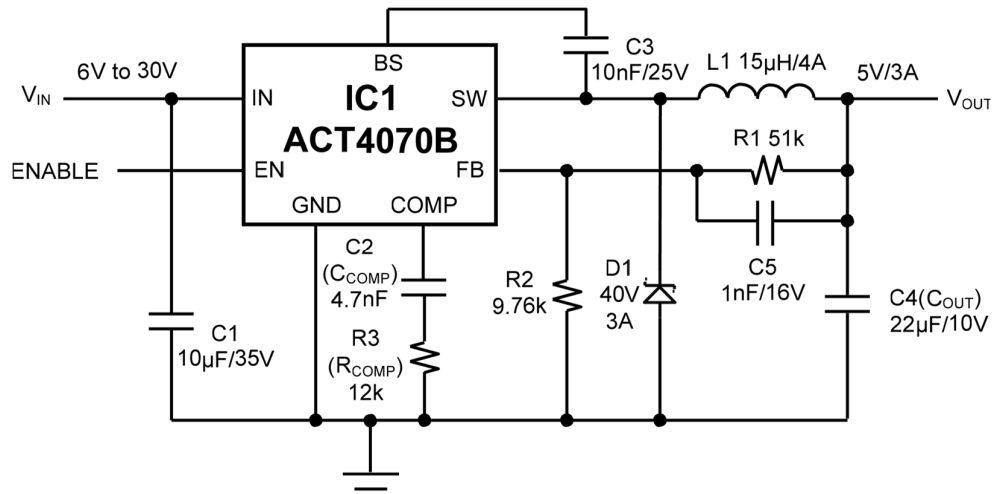 BS
C3
10nF/25V
L1 15µH/4A
6V to 30V
5V/3A
VIN
IN
IC1
ACT4070B
SW
VOUT
R1 51k
ENABLE
EN
FB
GND
COMP
C2
(CCOMP)
4.7nF
R2
9.76k
D1
40V
3A
C5
1nF/16V
C4(COUT)
22µF/10V
C1
10µF/35V
R3
(RCOMP)
12k